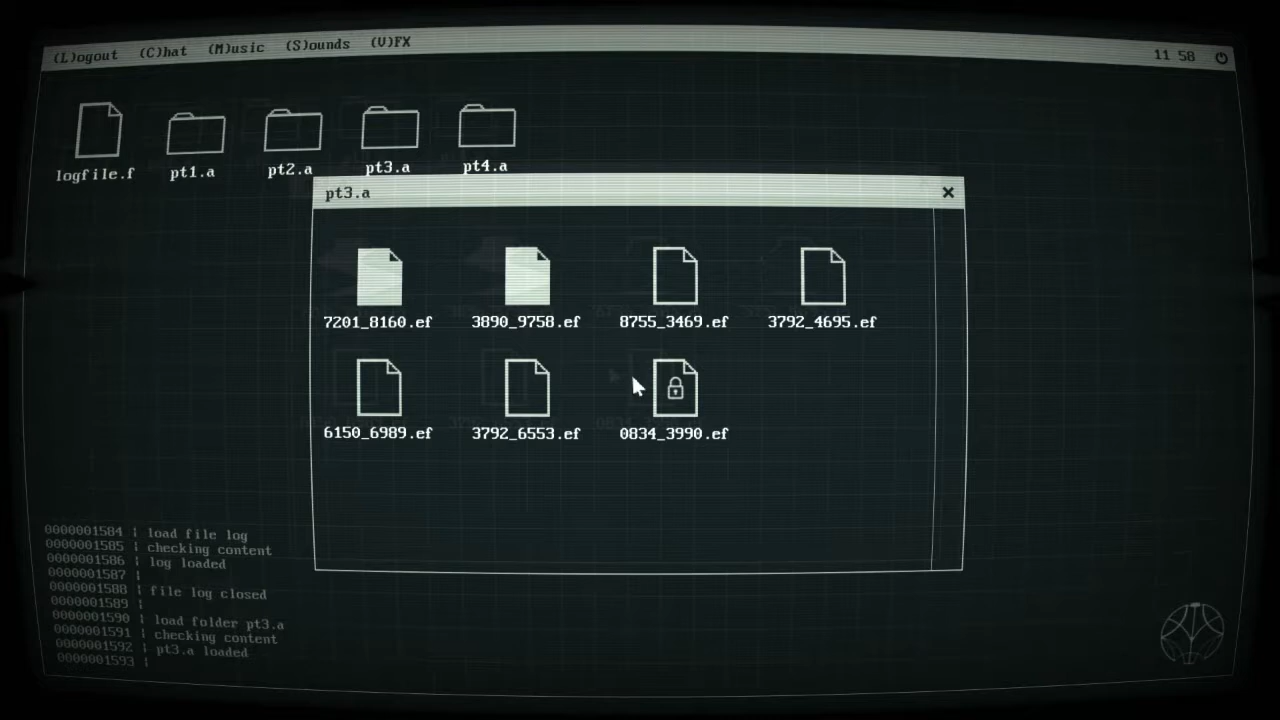 (L)ogout (C)hat (M)usic (S)ounds (V)FX 11 58
logfile.f pt1.a pt2.a pt3.a pt4.a
pt3.a
7201_8160.ef 3890_9758.ef 8755_3469.ef 3792_4695.ef
6150_6989.ef 3792_6553.ef 0834_3990.ef
0000001584 | load file log
0000001585 | checking content
0000001586 | log loaded
0000001587 |
0000001588 | file log closed
0000001589 |
0000001590 | load folder pt3.a
0000001591 | checking content
0000001592 | pt3.a loaded
0000001593 |